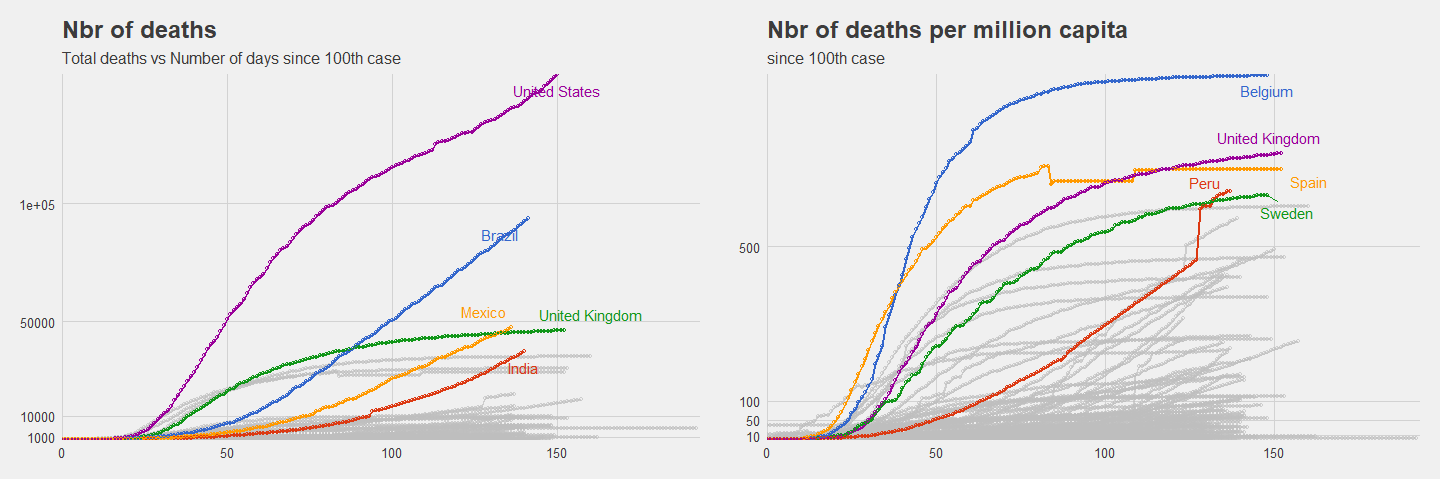 Nbr of deaths
Total deaths vs Number of days since 100th case
United States
1e+05
Brazil
Mexico
United Kingdom
50000
India
10000
1000
0
50
100
150
Nbr of deaths per million capita
since 100th case
Belgium
United Kingdom
Peru
Spain
Sweden
500
100
50
10
0
50
100
150